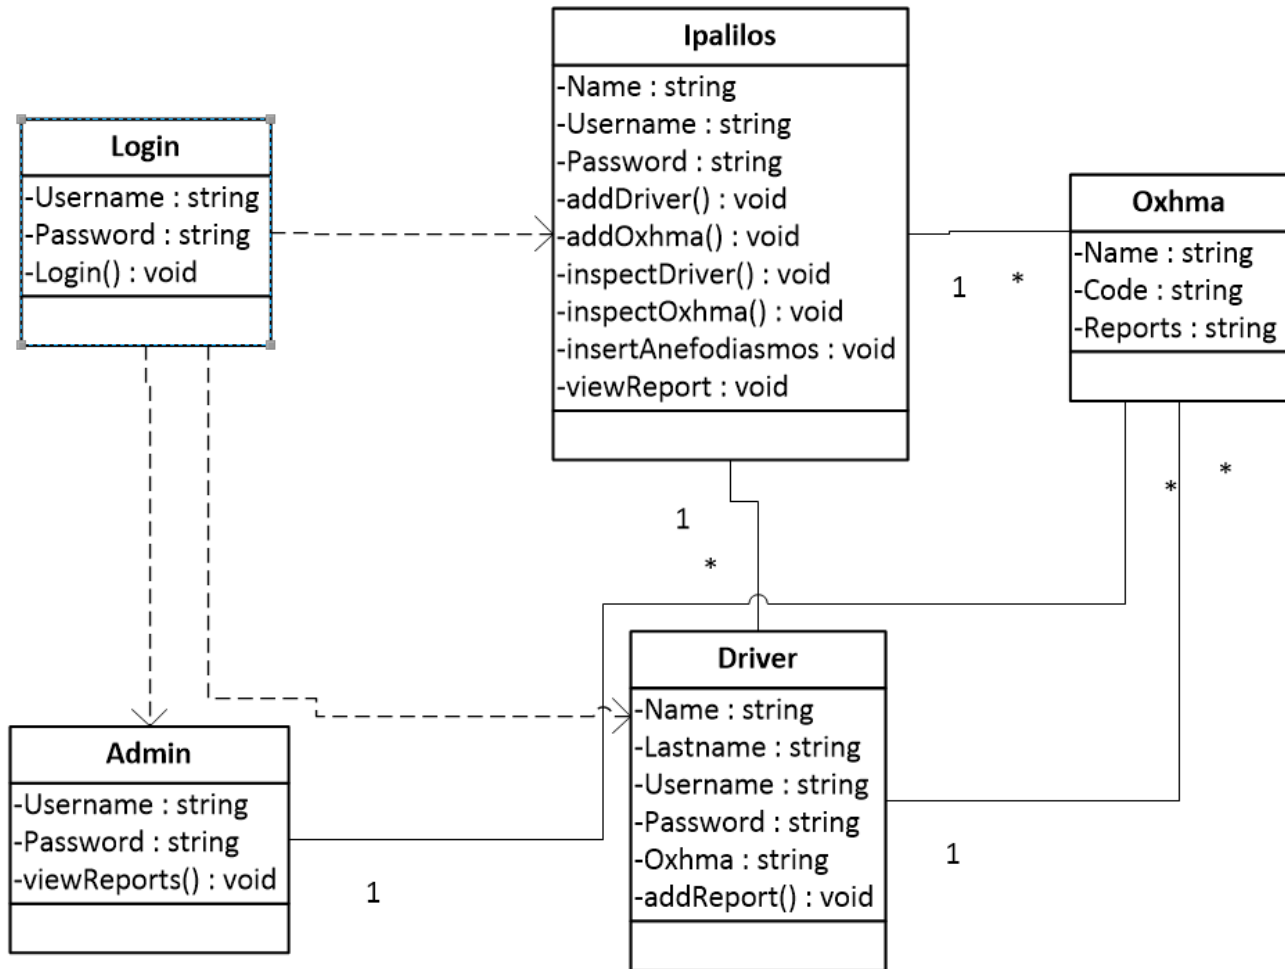 Ipalilos
-Name : string
-Username : string
-Password : string
-addDriver() : void
-addOxhma() : void
-inspectDriver() : void
-inspectOxhma() : void
-insertAnefodiasmos : void
-viewReport : void
Login
-Username : string
-Password : string
-Login() : void
Oxhma
-Name : string
-Code : string
-Reports : string
1
*
*
*
1
*
Driver
-Name : string
-Lastname : string
-Username : string
-Password : string
-Oxhma : string
-addReport() : void
1
Admin
-Username : string
-Password : string
-viewReports() : void
1